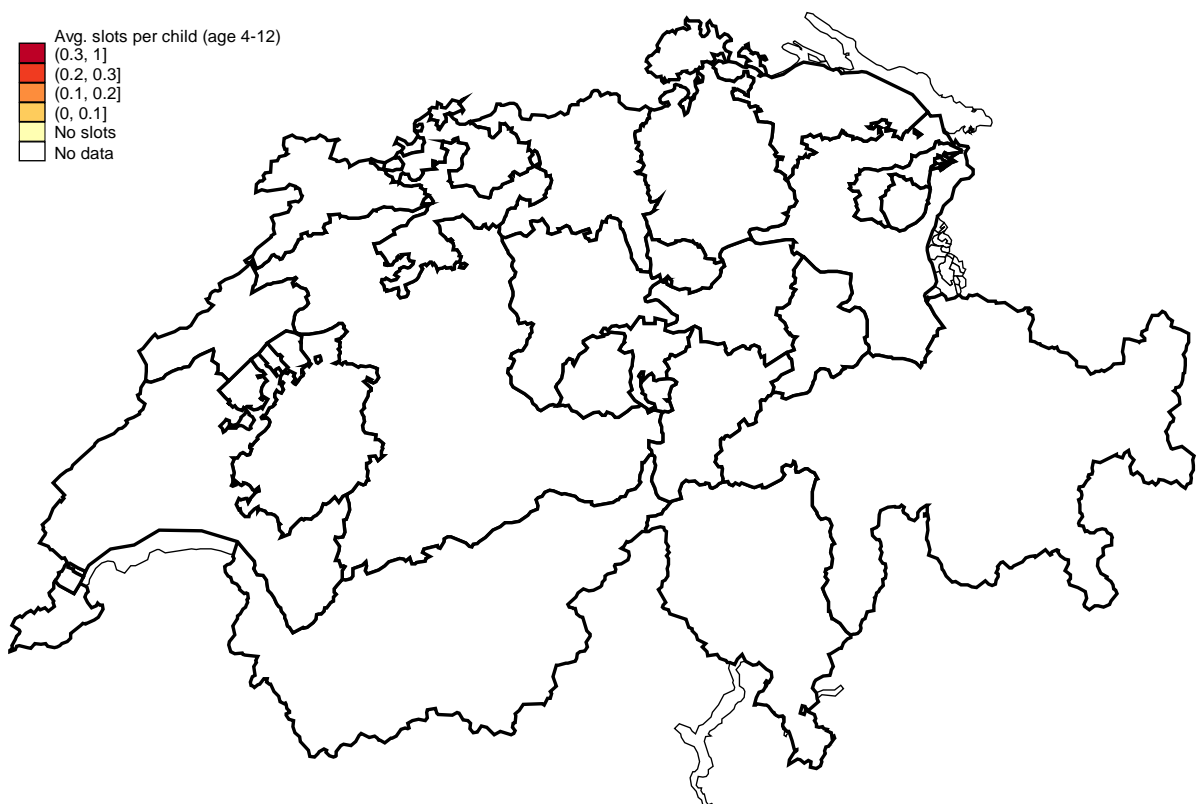 Avg. slots per child (age 4-12)
(0.3, 1]
(0.2, 0.3]
(0.1, 0.2]
(0, 0.1]
No slots
No data